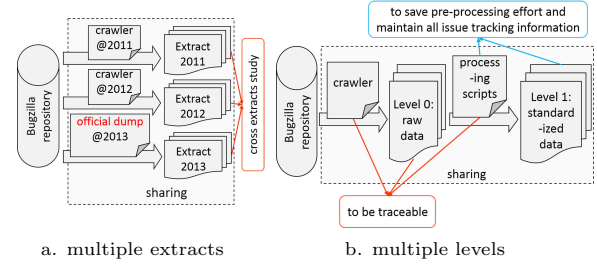 to save pre-processing effort and
maintain all issue tracking information
Bugzilla
repository
crawler
@2011
Extract
2011
crawler
@2012
Extract
2012
official dump
@2013
Extract
2013
cross extracts study
sharing
Bugzilla
repository
crawler
Level 0:
raw
data
process
-ing
scripts
Level 1:
standard
-ized
data
sharing
to be traceable
a. multiple extracts
b. multiple levels